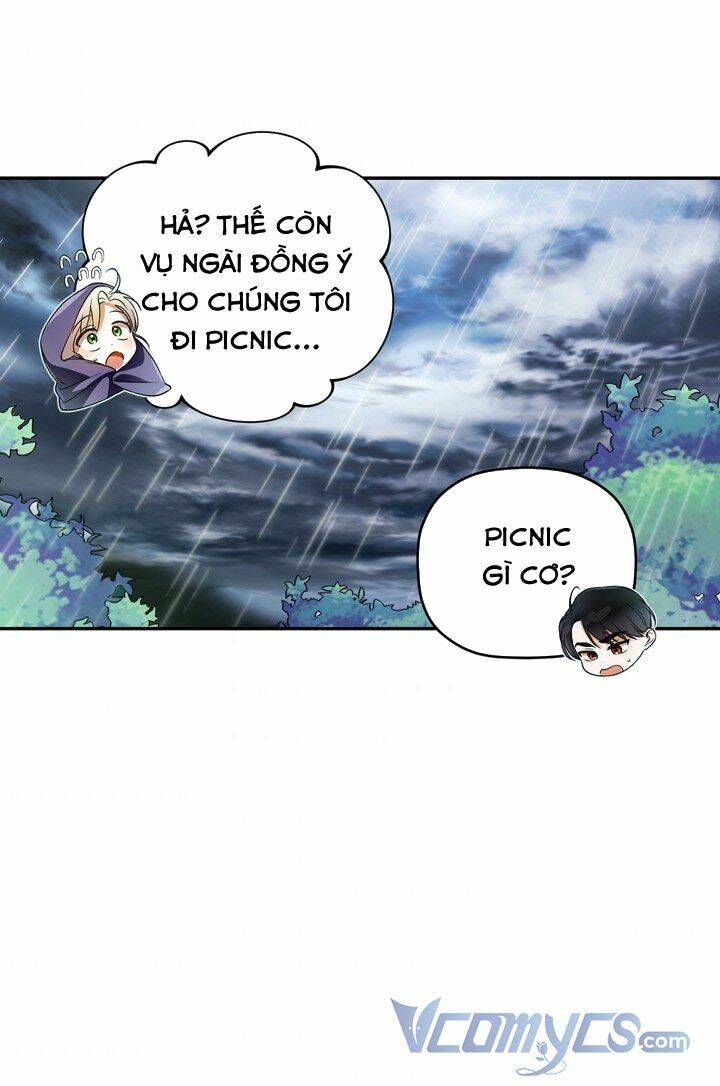 HẢ? THẾ CÒN
VỤ NGÀI ĐỒNG Ý
CHO CHÚNG TÔI
ĐI PICNIC...
PICNIC
GÌ CƠ?
VCOMYCS.com